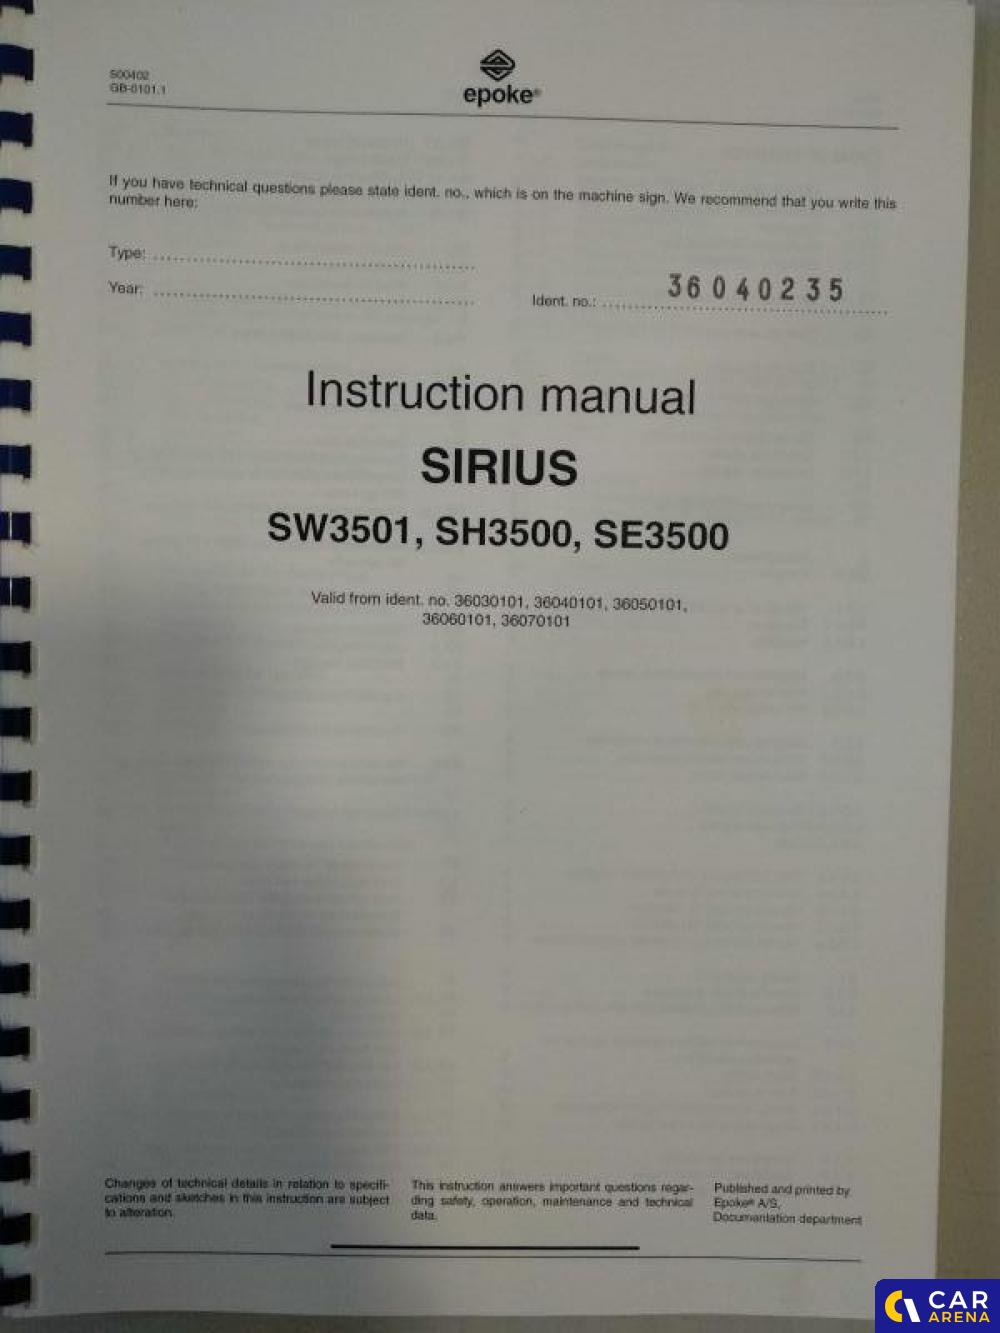 S00402
GB-0101.1
epoke®
If you have technical questions please state ident. no., which is on the machine sign. We recommend that you write this
number here:
Type: ......................................................
Year: ......................................................
Ident. no.: ................................................
36040235
Instruction manual
SIRIUS
SW3501, SH3500, SE3500
Valid from ident. no. 36030101, 36040101, 36050101,
36060101, 36070101
Changes of technical details in relation to specifi-
cations and sketches in this instruction are subject
to alteration.
This instruction answers important questions regar-
ding safety, operation, maintenance and technical
data.
Published and printed by
Epoke® A/S,
Documentation department
CAR
ARENA